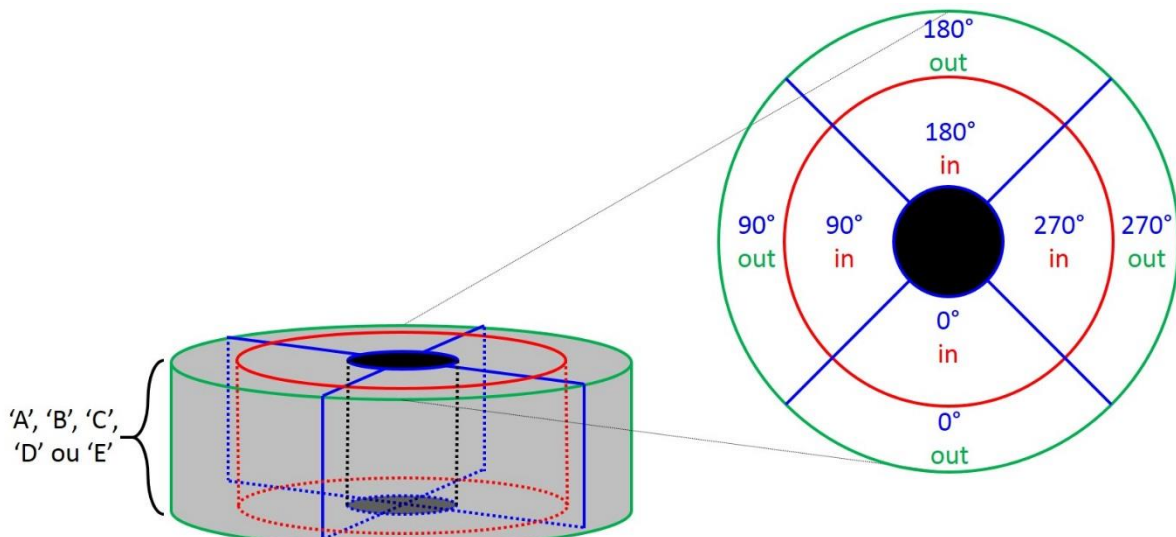 180°
out
180°
in
90° 90° 270° 270°
out in in out
0°
in
0°
out
‘A’, ‘B’, ‘C’,
‘D’ ou ‘E’